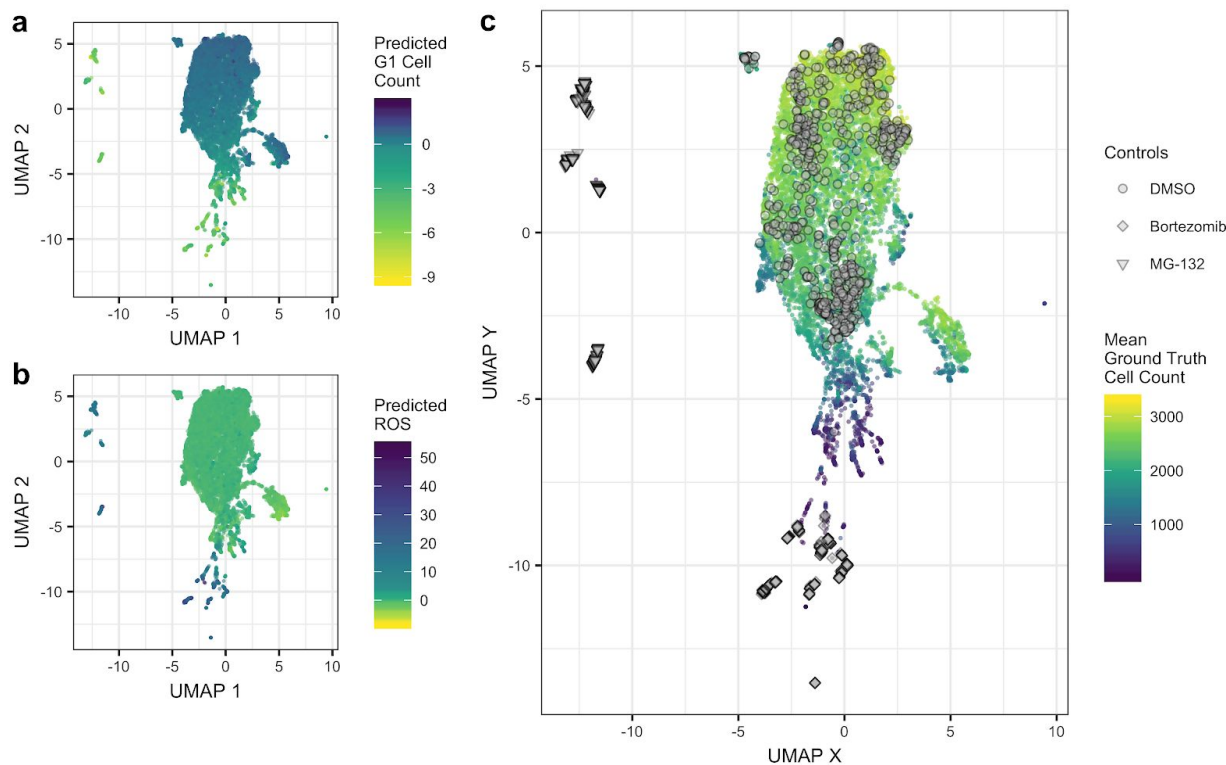 a
Predicted
G1 Cell
Count
0
-3
-6
-9
5
0
-5
-10
UMAP 2
-10
-5
0
5
10
UMAP 1
b
Predicted
ROS
50
40
30
20
10
0
5
0
-5
-10
UMAP 2
-10
-5
0
5
10
UMAP 1
c
5
0
-5
-10
UMAP Y
-10
-5
0
5
10
UMAP X
Controls
DMSO
Bortezomib
MG-132
Mean
Ground Truth
Cell Count
3000
2000
1000